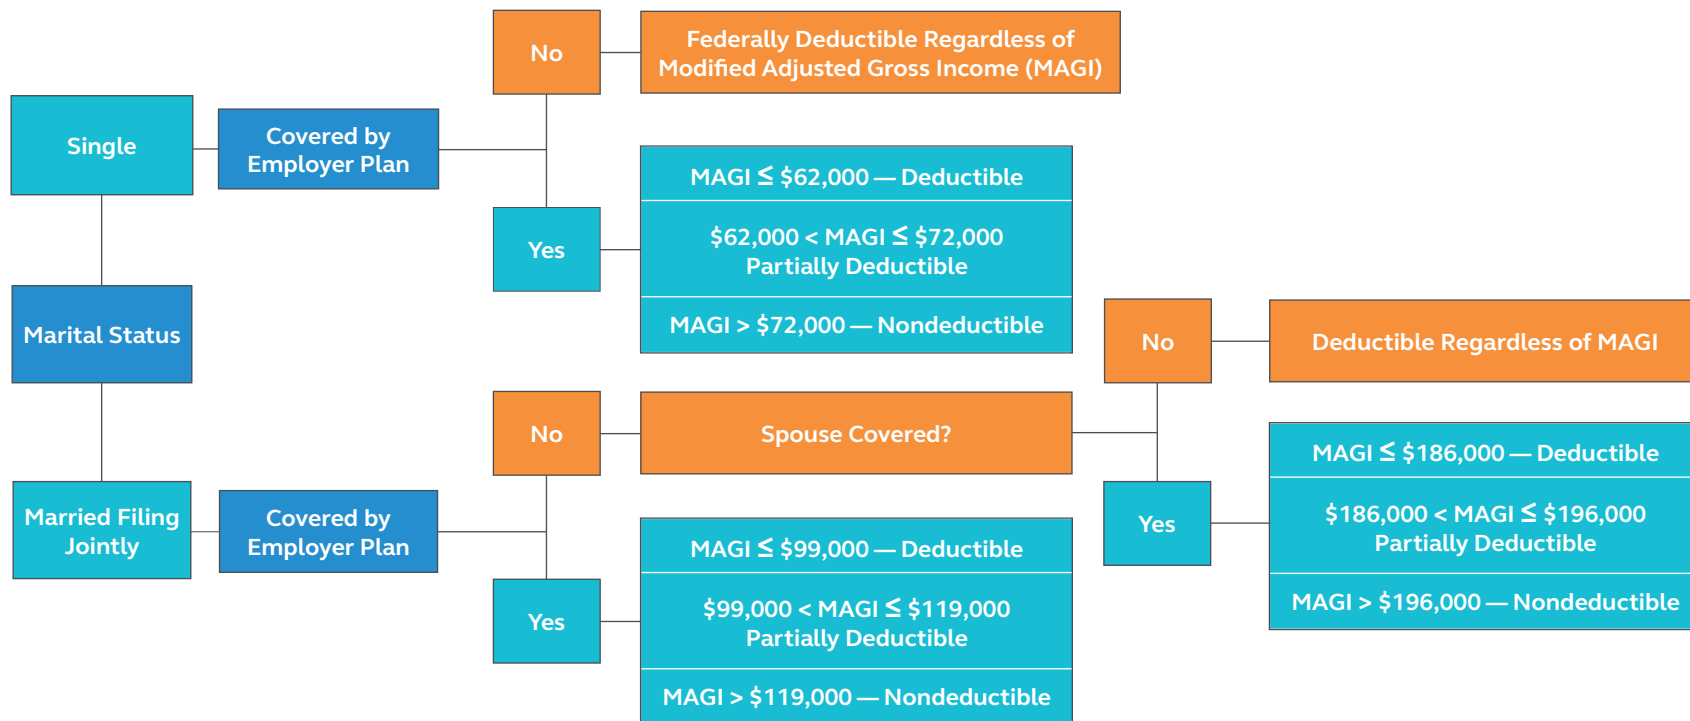 No
Federally Deductible Regardless of
Modified Adjusted Gross Income (MAGI)
Single
Covered by
Employer Plan
MAGI ≤ $62,000 — Deductible
$62,000 < MAGI ≤ $72,000
Partially Deductible
MAGI > $72,000 — Nondeductible
Yes
Marital Status
No
Deductible Regardless of MAGI
No
Spouse Covered?
MAGI ≤ $186,000 — Deductible
$186,000 < MAGI ≤ $196,000
Partially Deductible
MAGI > $196,000 — Nondeductible
Yes
Married Filing
Jointly
Covered by
Employer Plan
MAGI ≤ $99,000 — Deductible
$99,000 < MAGI ≤ $119,000
Partially Deductible
MAGI > $119,000 — Nondeductible
Yes